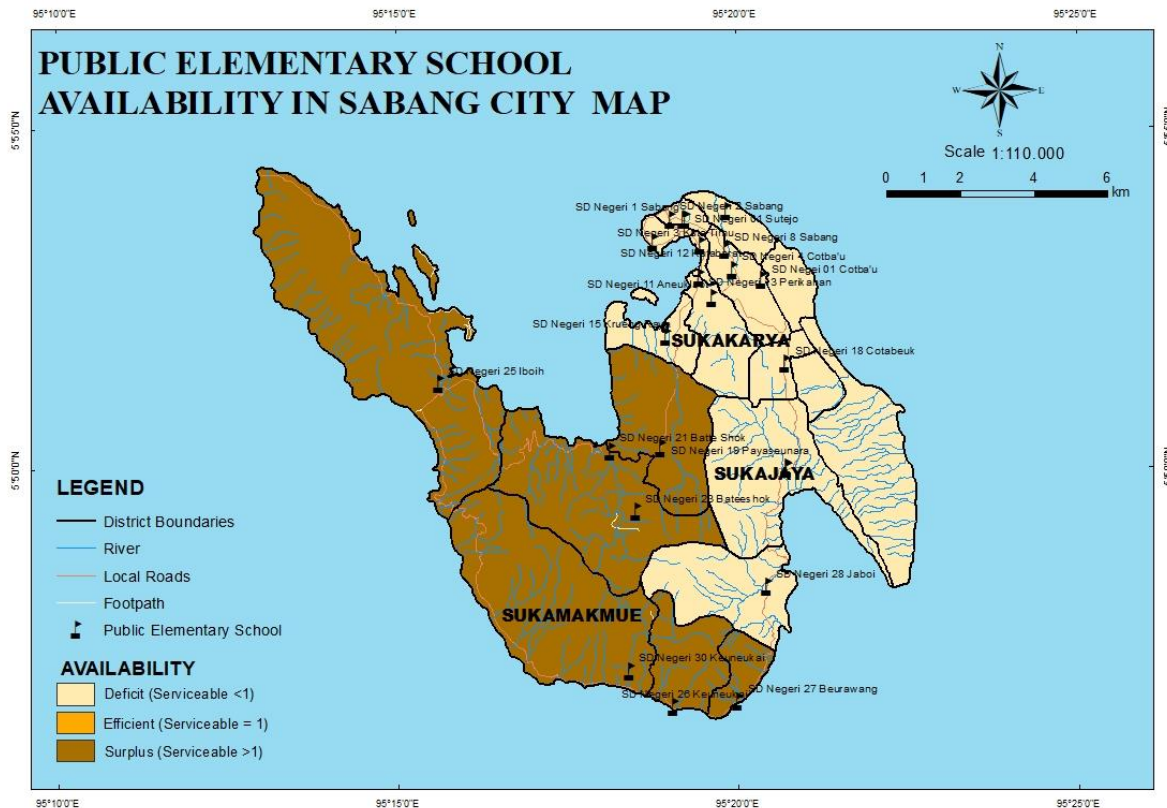 95°10'0"E 95°15'0"E 95°20'0"E 95°25'0"E
PUBLIC ELEMENTARY SCHOOL
AVAILABILITY IN SABANG CITY MAP
N
W E
S
5°55'0"N
Scale 1:110.000
0 1 2 4 6
km
SD Negeri 1 Sabang
SD Negeri 2 Sabang
SD Negeri 01 Sutejo
SD Negeri 3
SD Negeri 8 Sabang
SD Negeri 12
SD Negeri 4 Cotba'u
SD Negei 01 Cotba'u
SD Negeri 11
Perikanan
SD Negeri 15
SUKAKARYA
SD Negeri 18 Cotabeuk
SD Negeri 25 Iboih
SD Negeri 21 Batte Shok
SD Negeri 19 Payaseunara
5°50'0"N
SUKAJAYA
SD Negeri 23 Bateeshok
SD Negeri 28 Jaboi
SUKAMAKMUE
SD Negeri 30 Keuneukai
SD Negeri 26 Keuneukai
SD Negeri 27 Beurawang
LEGEND
District Boundaries
River
Local Roads
Footpath
Public Elementary School
AVAILABILITY
Deficit (Serviceable <1)
Efficient (Serviceable = 1)
Surplus (Serviceable >1)
95°10'0"E 95°15'0"E 95°20'0"E 95°25'0"E